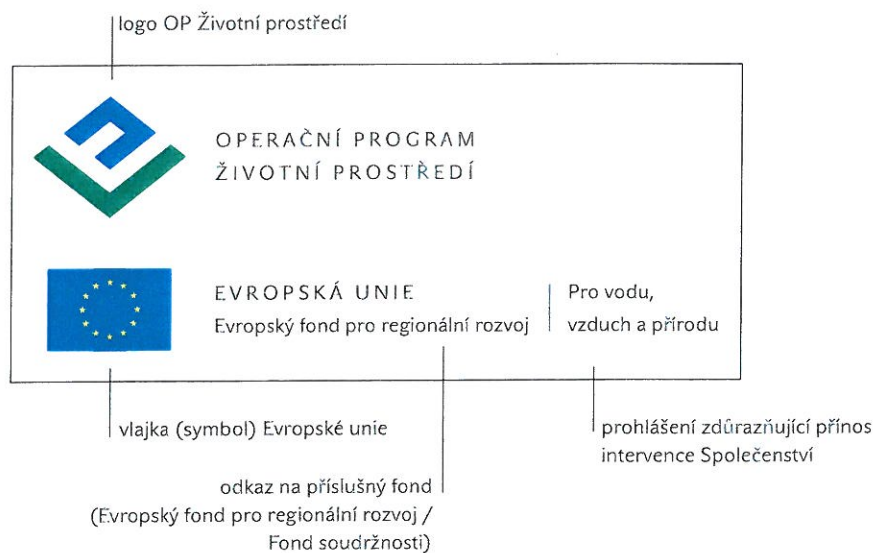 logo OP Životní prostředí
OPERAČNÍ PROGRAM
ŽIVOTNÍ PROSTŘEDÍ
EVROPSKÁ UNIE
Evropský fond pro regionální rozvoj
Pro vodu,
vzduch a přírodu
vlajka (symbol) Evropské unie
prohlášení zdůrazňující přínos
intervence Společenství
odkaz na příslušný fond
(Evropský fond pro regionální rozvoj /
Fond soudržnosti)